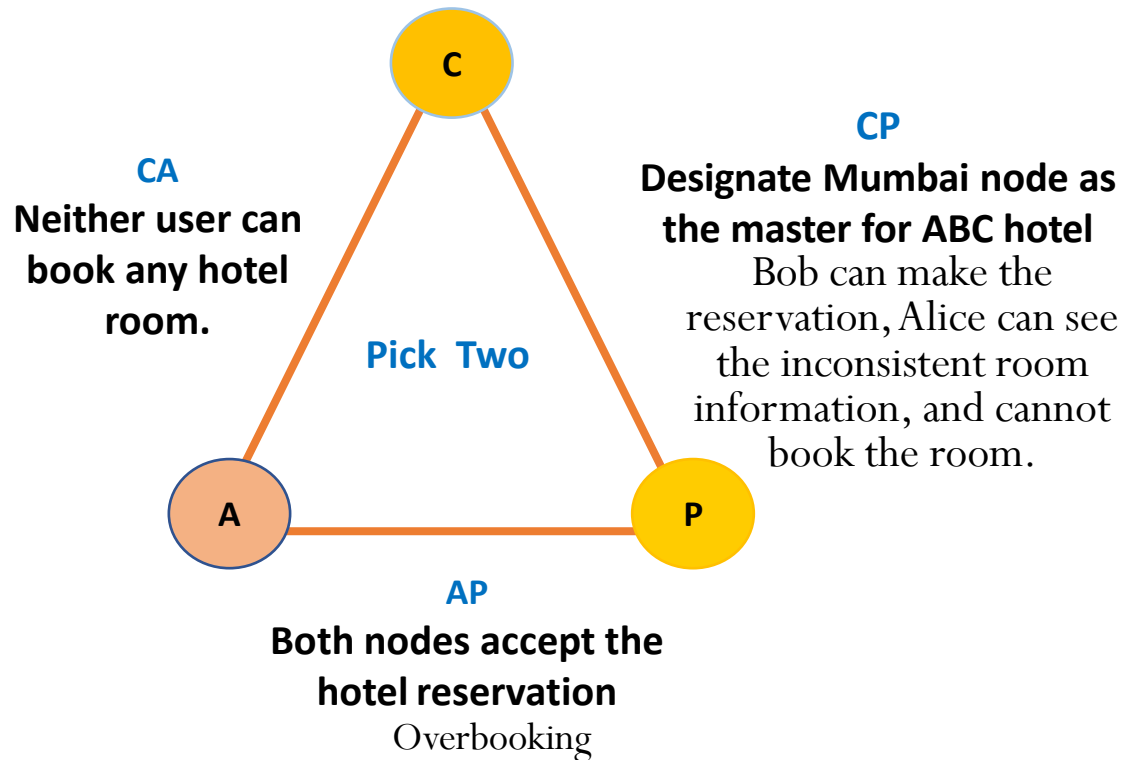 C
CA
Neither user can
book any hotel
room.
CP
Designate Mumbai node as
the master for ABC hotel
Bob can make the
reservation, Alice can see
the inconsistent room
information, and cannot
book the room.
Pick Two
A
P
AP
Both nodes accept the
hotel reservation
Overbooking